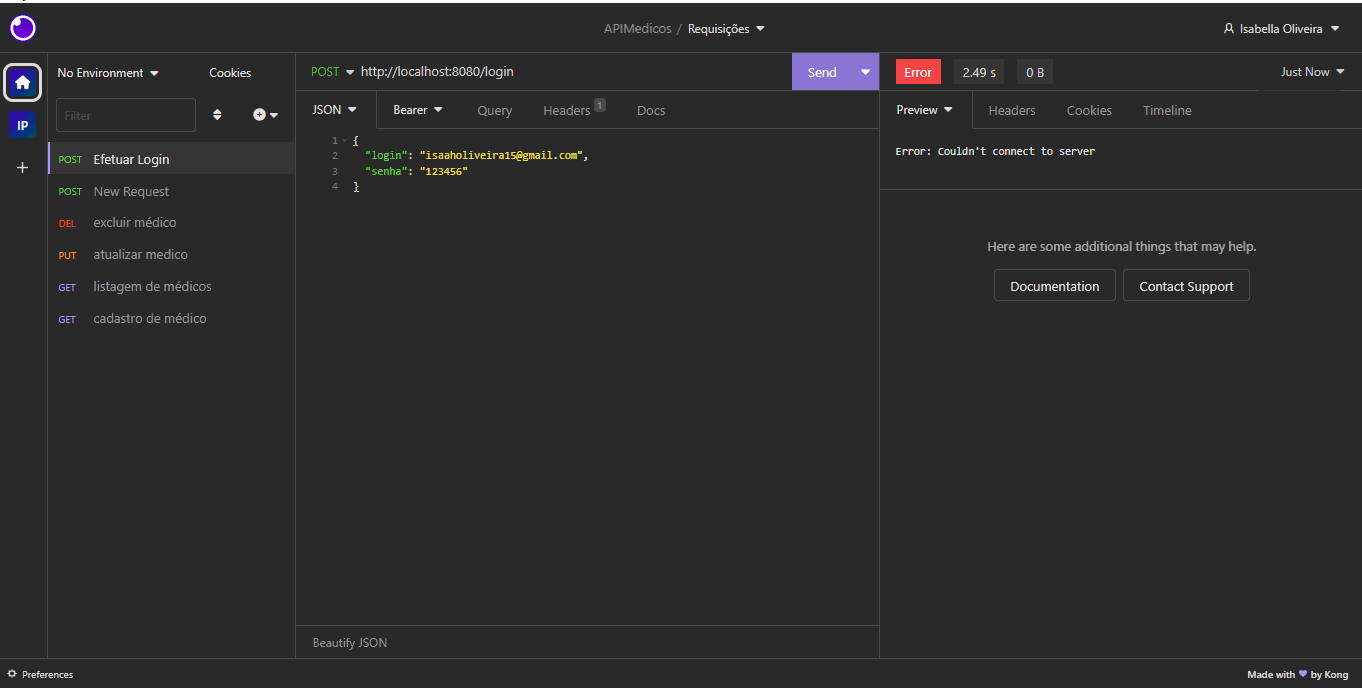 APIMedicos / Requisições
Isabella Oliveira
IP
No Environment
Cookies
Filter
POST Efetuar Login
POST New Request
DEL excluir médico
PUT atualizar medico
GET listagem de médicos
GET cadastro de médico
POST http://localhost:8080/login
Send
JSON Bearer Query Headers 1 Docs
1 {
2 "login": "isaaholiveira15@gmail.com",
3 "senha": "123456"
4 }
Beautify JSON
Error 2.49 s 0 B
Just Now
Preview Headers Cookies Timeline
Error: Couldn't connect to server
Here are some additional things that may help.
Documentation Contact Support
Preferences
Made with by Kong